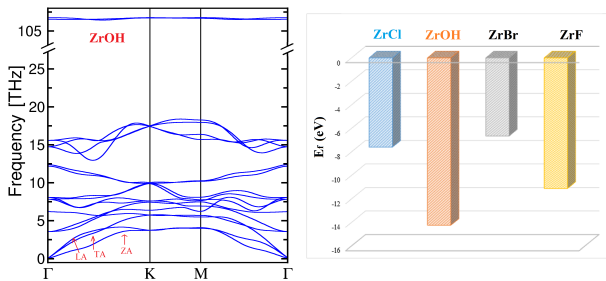 Frequency [THz]
105
25
20
15
10
5
0
ZrOH
LA
TA
ZA
Γ K M Γ
ZrCl ZrOH ZrBr ZrF
Ef (eV)
0
-2
-4
-6
-8
-10
-12
-14
-16